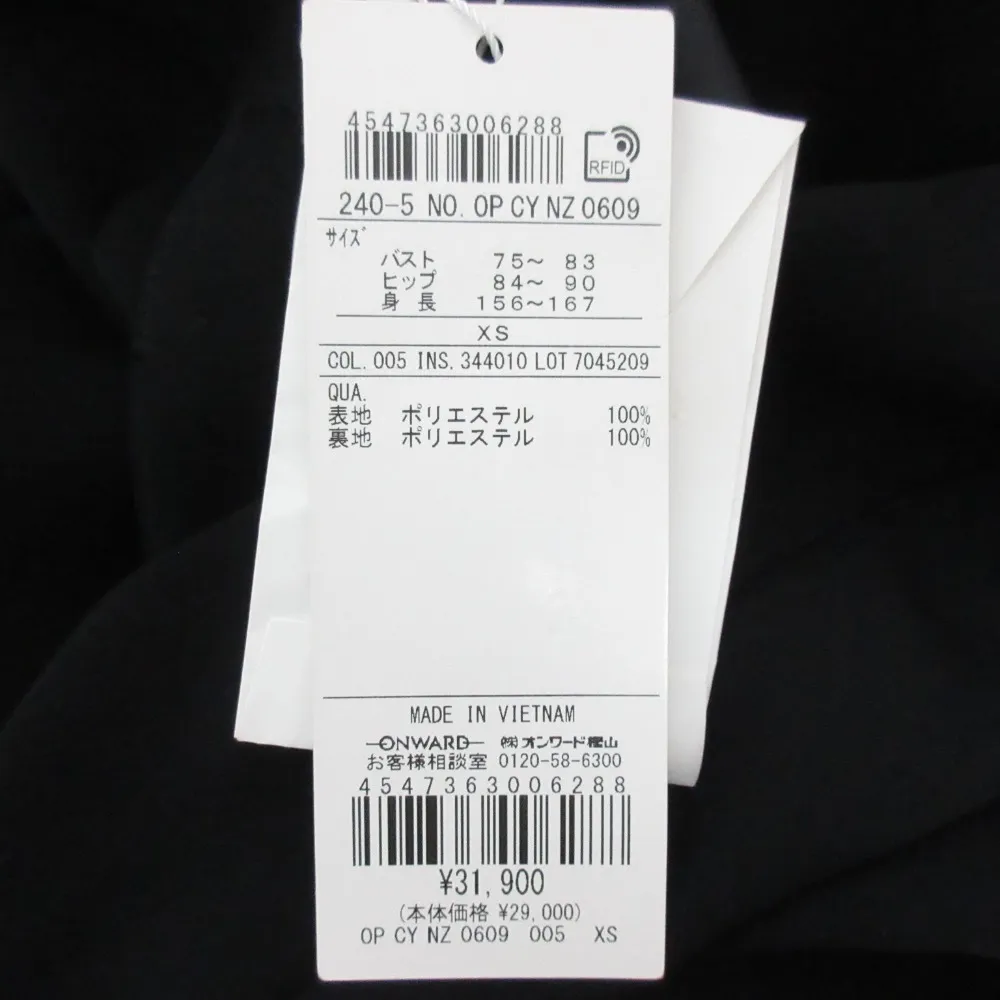 4547363006288
RFID
240-5 NO. OP CY NZ 0609
サイズ
バスト 75～ 83
ヒップ 84～ 90
身長 156～167
XS
COL. 005 INS. 344010 LOT 7045209
QUA.
表地 ポリエステル 100%
裏地 ポリエステル 100%
MADE IN VIETNAM
ONWARD ㈱オンワード樫山
お客様相談室 0120-58-6300
4547363006288
¥31,900
(本体価格 ¥29,000)
OP CY NZ 0609 005 XS